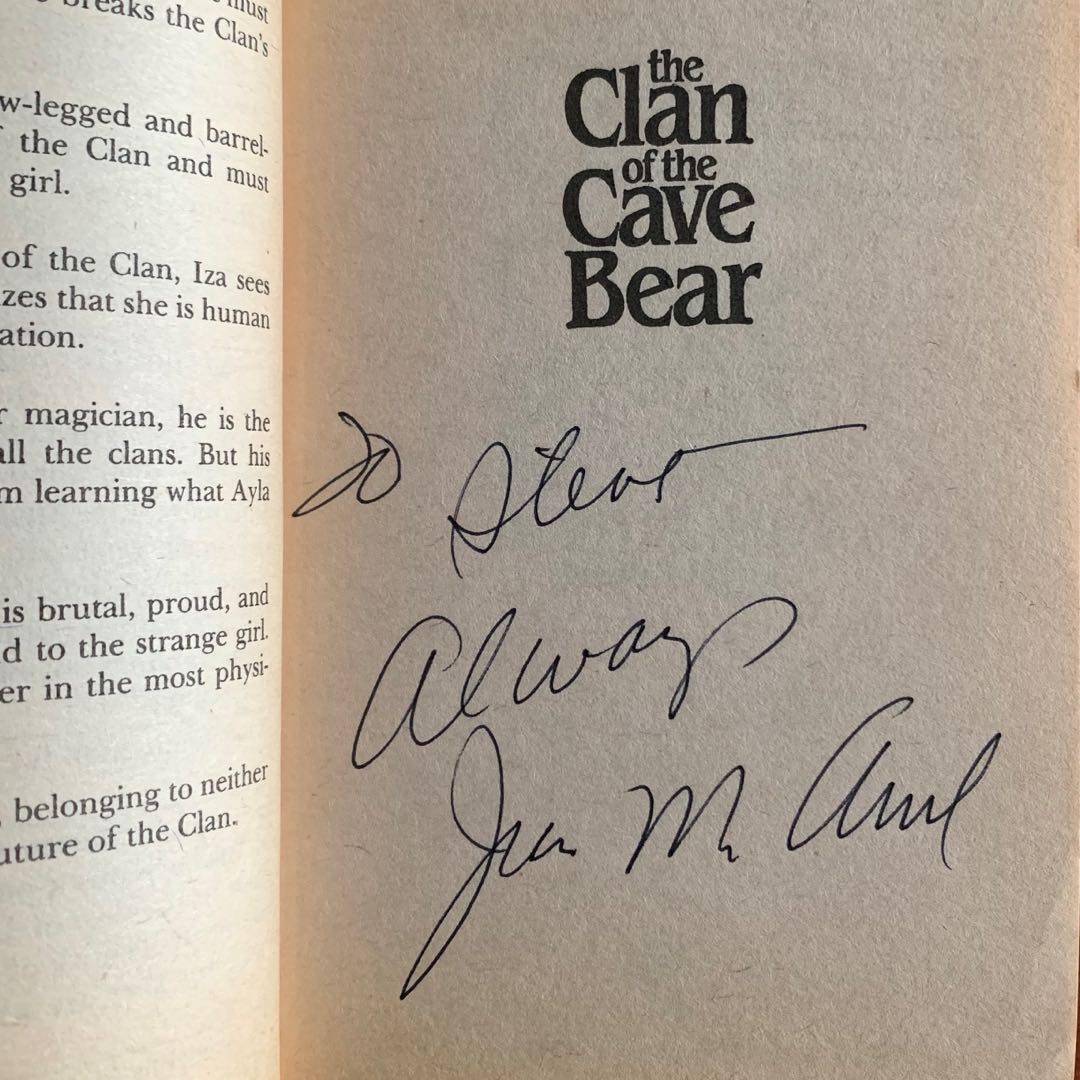 must
breaks the Clan's
w-legged and barrel-
the Clan and must
girl.
of the Clan, Iza sees
zes that she is human
ation.
r magician, he is the
all the clans. But his
m learning what Ayla
is brutal, proud, and
d to the strange girl.
er in the most physi-
, belonging to neither
uture of the Clan.
the
Clan
of the
Cave
Bear
To Steve
Always
Jean M Auel